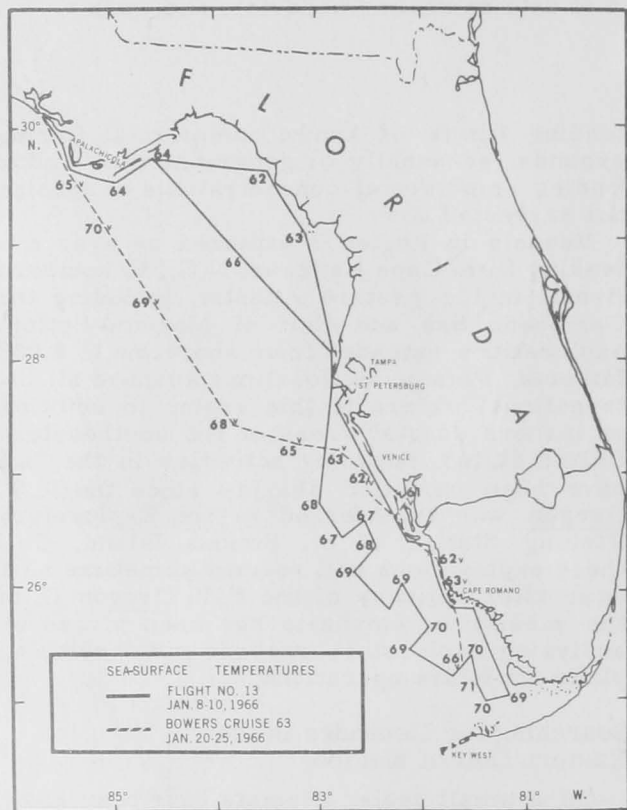 F L O R I D A
30°
N.
APALACHICOLA
64
62
65
64
70
63
66
69
28°
TAMPA
ST. PETERSBURG
68
65
63
VENICE
62
61
68
67
67
68
62
26°
69
69
63
CAPE ROMANO
70
69
70
66
71
70
69
KEY WEST
SEA-SURFACE TEMPERATURES
FLIGHT NO. 13
JAN. 8-10, 1966
BOWERS CRUISE 63
JAN. 20-25, 1966
85°
83°
81°
W.